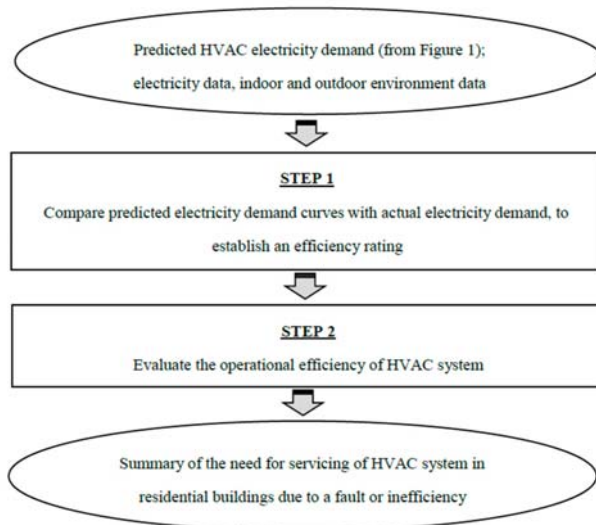 Predicted HVAC electricity demand (from Figure 1);
electricity data, indoor and outdoor environment data
STEP 1
Compare predicted electricity demand curves with actual electricity demand, to
establish an efficiency rating
STEP 2
Evaluate the operational efficiency of HVAC system
Summary of the need for servicing of HVAC system in
residential buildings due to a fault or inefficiency